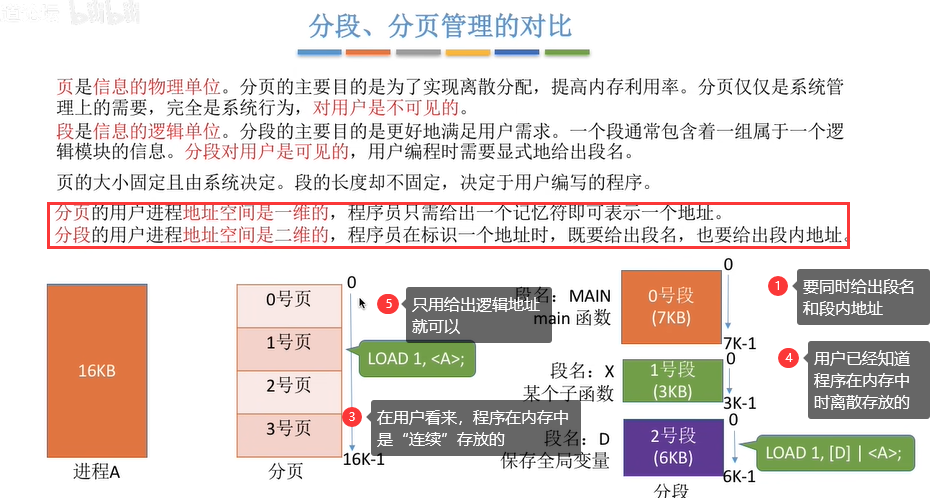 bilibili
分段、分页管理的对比
页是信息的物理单位。分页的主要目的是为了实现离散分配，提高内存利用率。分页仅仅是系统管
理上的需要，完全是系统行为，对用户是不可见的。
段是信息的逻辑单位。分段的主要目的是更好地满足用户需求。一个段通常包含着一组属于一个逻
辑模块的信息。分段对用户是可见的，用户编程时需要显式地给出段名。
页的大小固定且由系统决定。段的长度却不固定，决定于用户编写的程序。
分页的用户进程地址空间是一维的，程序员只需给出一个记忆符即可表示一个地址。
分段的用户进程地址空间是二维的，程序员在标识一个地址时，既要给出段名，也要给出段内地址。
16KB
进程A
0号页
1号页
2号页
3号页
分页
0
16K-1
LOAD 1, <A>;
5
只用给出逻辑地址
就可以
3
在用户看来，程序在内存中
是“连续”存放的
段名：MAIN
main 函数
0号段
(7KB)
0
7K-1
段名：X
某个子函数
1号段
(3KB)
0
3K-1
段名：D
保存全局变量
2号段
(6KB)
0
6K-1
分段
LOAD 1, [D] | <A>;
1
要同时给出段名
和段内地址
4
用户已经知道
程序在内存中
时离散存放的